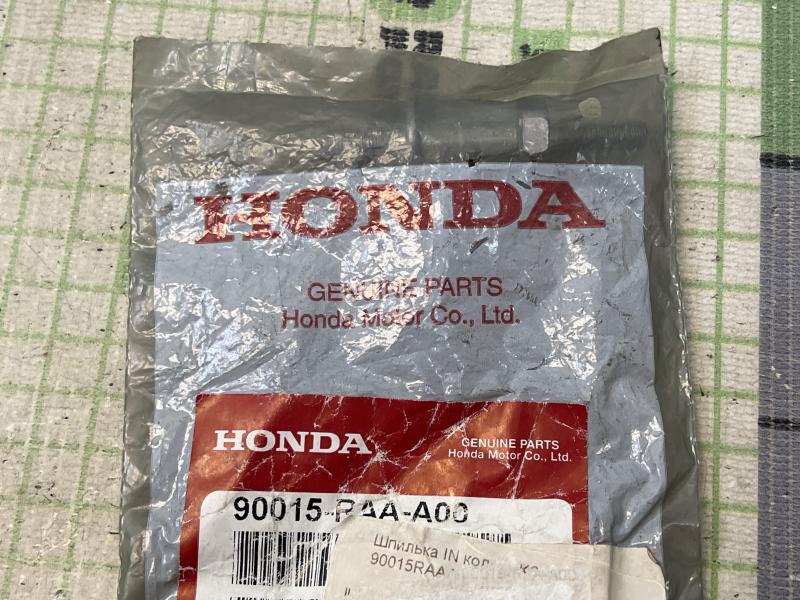 HONDA
GENUINE PARTS
Honda Motor Co., Ltd.
HONDA
GENUINE PARTS
Honda Motor Co., Ltd.
90015-RAA-A00
Шпилька IN
90015RAA